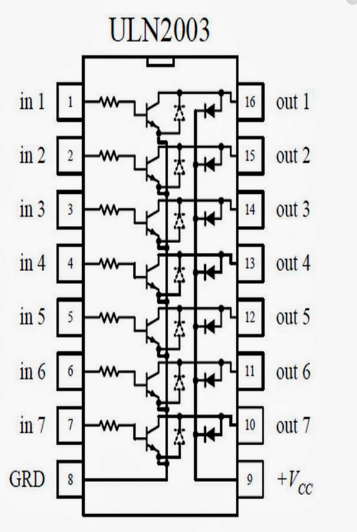 ULN2003
in 1 1 16 out 1
in 2 2 15 out 2
in 3 3 14 out 3
in 4 4 13 out 4
in 5 5 12 out 5
in 6 6 11 out 6
in 7 7 10 out 7
GRD 8 9 +VCC